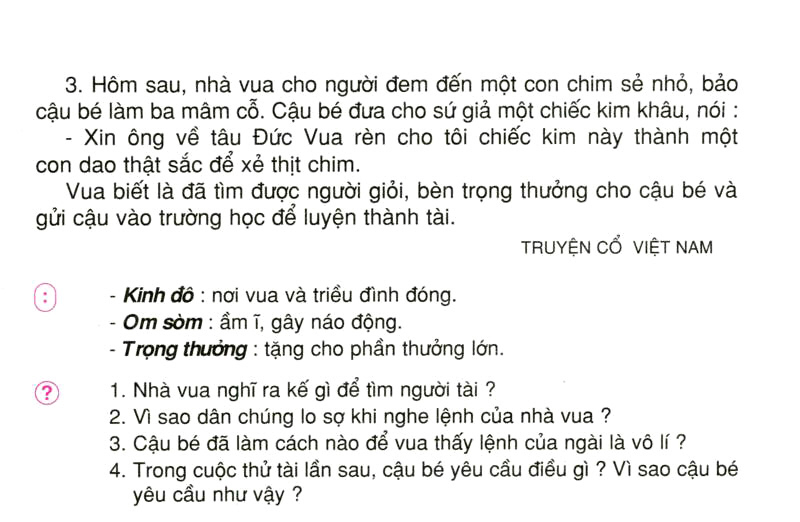 3. Hôm sau, nhà vua cho người đem đến một con chim sẻ nhỏ, bảo
cậu bé làm ba mâm cỗ. Cậu bé đưa cho sứ giả một chiếc kim khâu, nói :
- Xin ông về tâu Đức Vua rèn cho tôi chiếc kim này thành một
con dao thật sắc để xẻ thịt chim.
Vua biết là đã tìm được người giỏi, bèn trọng thưởng cho cậu bé và
gửi cậu vào trường học để luyện thành tài.
TRUYỆN CỔ VIỆT NAM
:
- Kinh đô : nơi vua và triều đình đóng.
- Om sòm : ầm ĩ, gây náo động.
- Trọng thưởng : tặng cho phần thưởng lớn.
?
1. Nhà vua nghĩ ra kế gì để tìm người tài ?
2. Vì sao dân chúng lo sợ khi nghe lệnh của nhà vua ?
3. Cậu bé đã làm cách nào để vua thấy lệnh của ngài là vô lí ?
4. Trong cuộc thử tài lần sau, cậu bé yêu cầu điều gì ? Vì sao cậu bé
yêu cầu như vậy ?